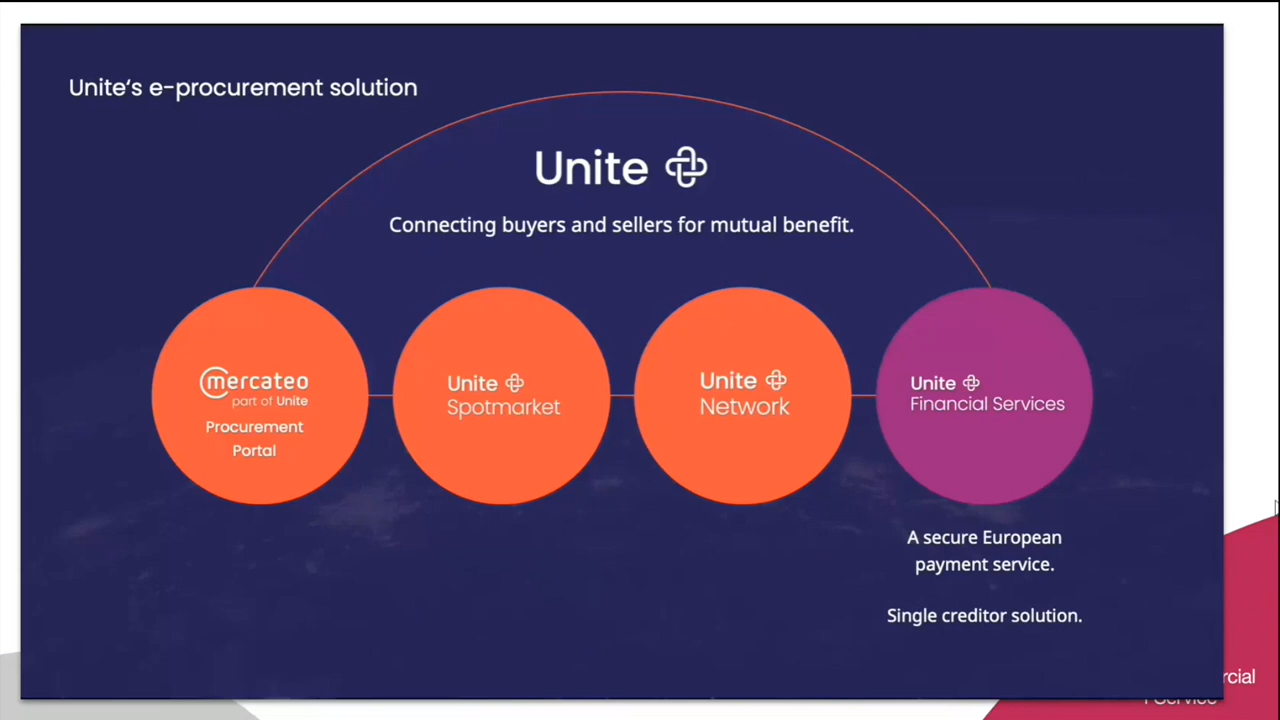 Unite‘s e-procurement solution
Unite
Connecting buyers and sellers for mutual benefit.
mercateo
part of Unite
Procurement
Portal
Unite
Spotmarket
Unite
Network
Unite
Financial Services
A secure European
payment service.
Single creditor solution.